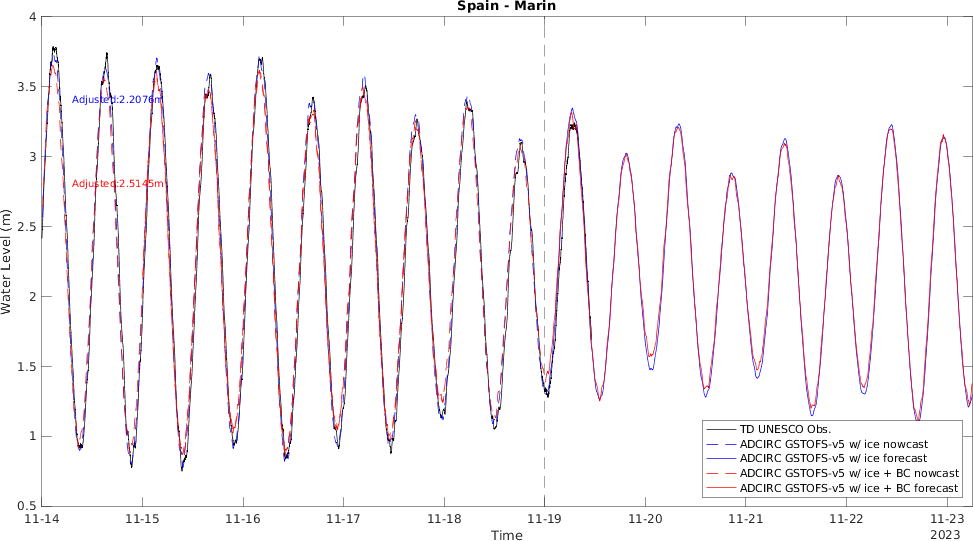 Spain - Marin
4
3.5
3
2.5
2
1.5
1
0.5
Water Level (m)
Adjusted:2.2076m
Adjusted:2.5145m
TD UNESCO Obs.
ADCIRC GSTOFS-v5 w/ ice nowcast
ADCIRC GSTOFS-v5 w/ ice forecast
ADCIRC GSTOFS-v5 w/ ice + BC nowcast
ADCIRC GSTOFS-v5 w/ ice + BC forecast
11-14 11-15 11-16 11-17 11-18 11-19 11-20 11-21 11-22 11-23
Time
2023